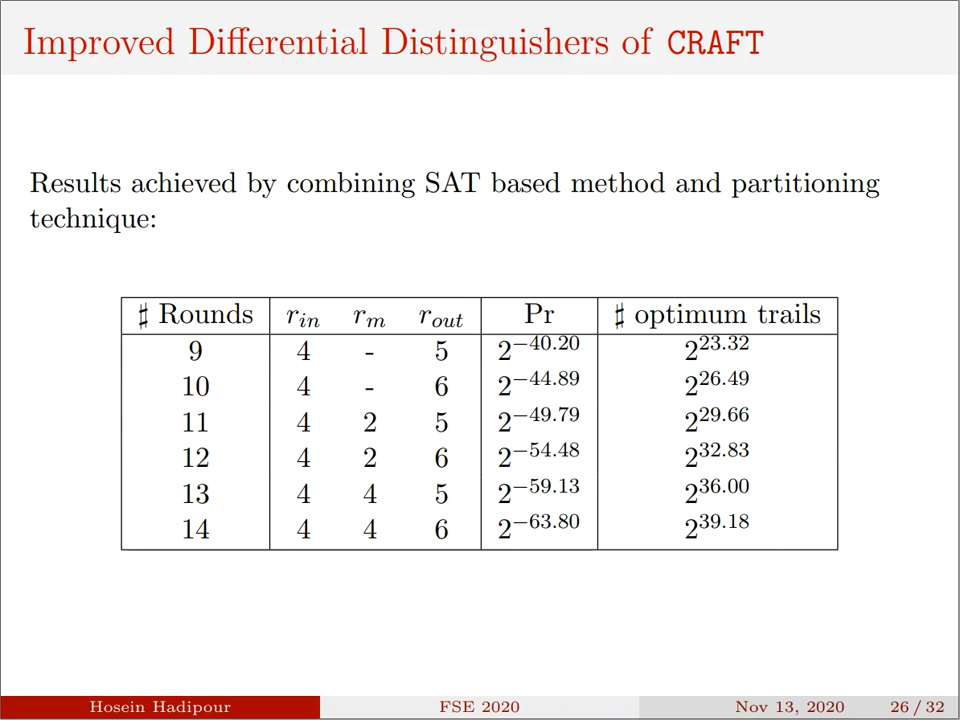 Improved Differential Distinguishers of CRAFT
Results achieved by combining SAT based method and partitioning
technique:
♯ Rounds r_in r_m r_out Pr ♯ optimum trails
9 4 - 5 2^−40.20 2^23.32
10 4 - 6 2^−44.89 2^26.49
11 4 2 5 2^−49.79 2^29.66
12 4 2 6 2^−54.48 2^32.83
13 4 4 5 2^−59.13 2^36.00
14 4 4 6 2^−63.80 2^39.18
Hosein Hadipour FSE 2020 Nov 13, 2020 26 / 32